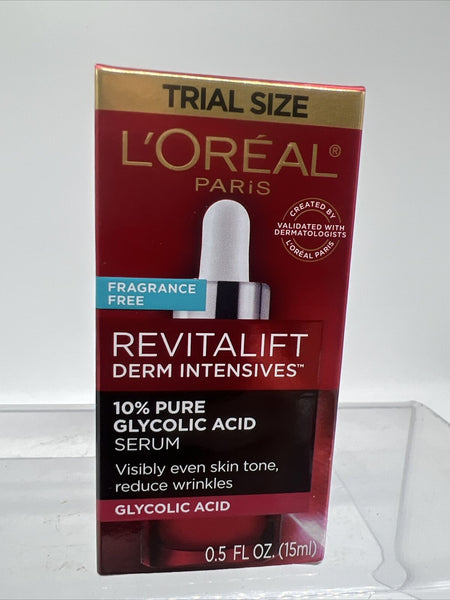 TRIAL SIZE
L'ORÉAL®
PARiS
CREATED BY
VALIDATED WITH
DERMATOLOGISTS
L'ORÉAL PARIS
FRAGRANCE
FREE
REVITALIFT
DERM INTENSIVES™
10% PURE
GLYCOLIC ACID
SERUM
Visibly even skin tone,
reduce wrinkles
GLYCOLIC ACID
0.5 FL OZ. (15ml)